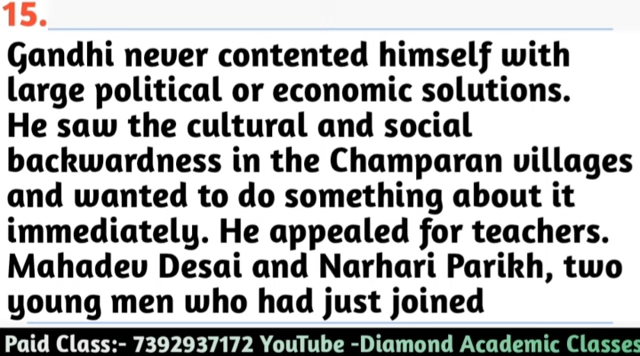 15.
Gandhi never contented himself with
large political or economic solutions.
He saw the cultural and social
backwardness in the Champaran villages
and wanted to do something about it
immediately. He appealed for teachers.
Mahadev Desai and Narhari Parikh, two
young men who had just joined
Paid Class:- 7392937172 YouTube -Diamond Academic Classes